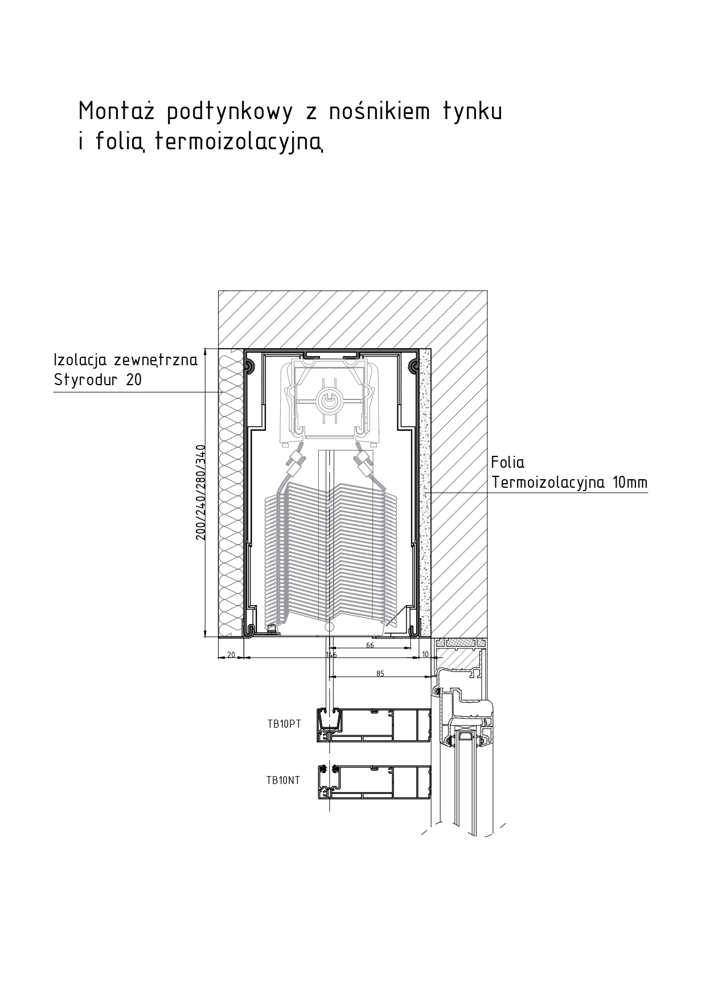 Montaż podtynkowy z nośnikiem tynku
i folią termoizolacyjną
Izolacja zewnętrzna
Styrodur 20
200/240/280/340
Folia
Termoizolacyjna 10mm
66
20
146
10
85
TB10PT
TB10NT